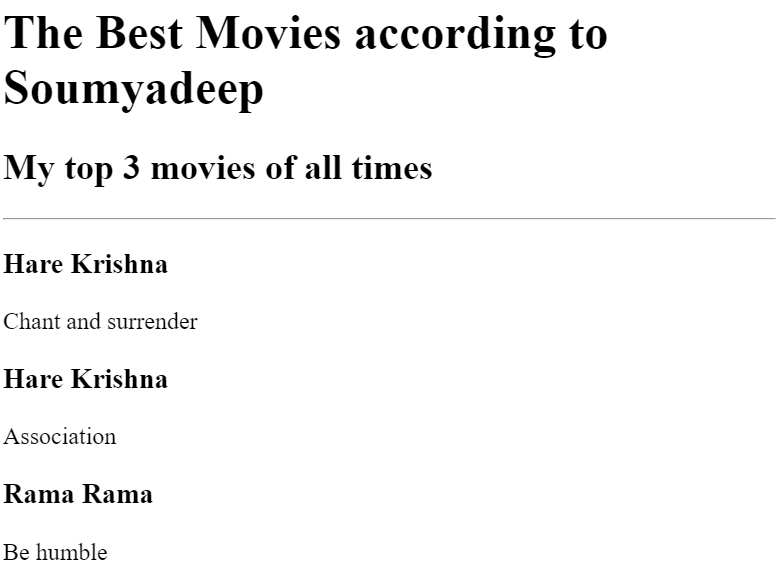 The Best Movies according to
Soumyadeep
My top 3 movies of all times
Hare Krishna
Chant and surrender
Hare Krishna
Association
Rama Rama
Be humble